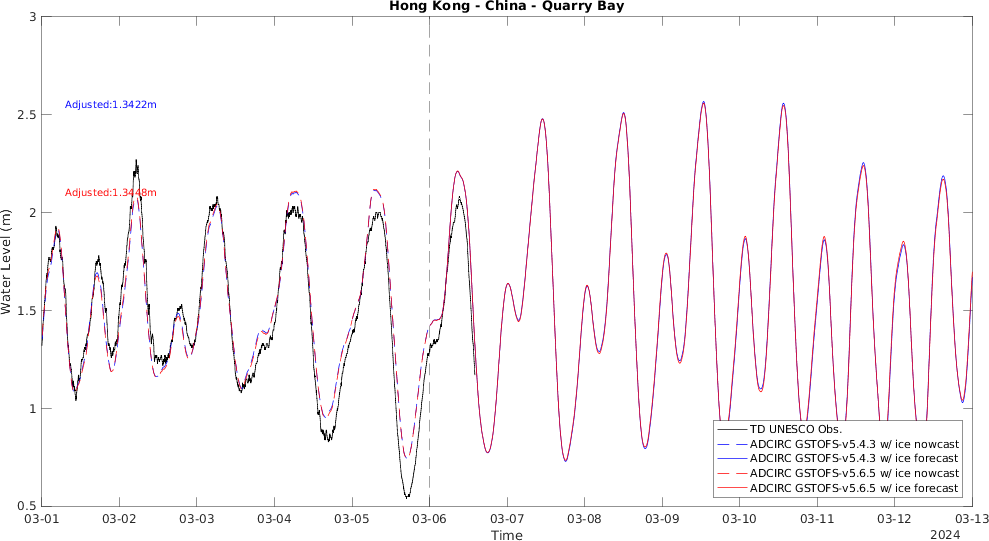 Hong Kong - China - Quarry Bay
3
2.5
2
1.5
1
0.5
Water Level (m)
Adjusted:1.3422m
Adjusted:1.3448m
TD UNESCO Obs.
ADCIRC GSTOFS-v5.4.3 w/ ice nowcast
ADCIRC GSTOFS-v5.4.3 w/ ice forecast
ADCIRC GSTOFS-v5.6.5 w/ ice nowcast
ADCIRC GSTOFS-v5.6.5 w/ ice forecast
03-01 03-02 03-03 03-04 03-05 03-06 03-07 03-08 03-09 03-10 03-11 03-12 03-13
Time
2024